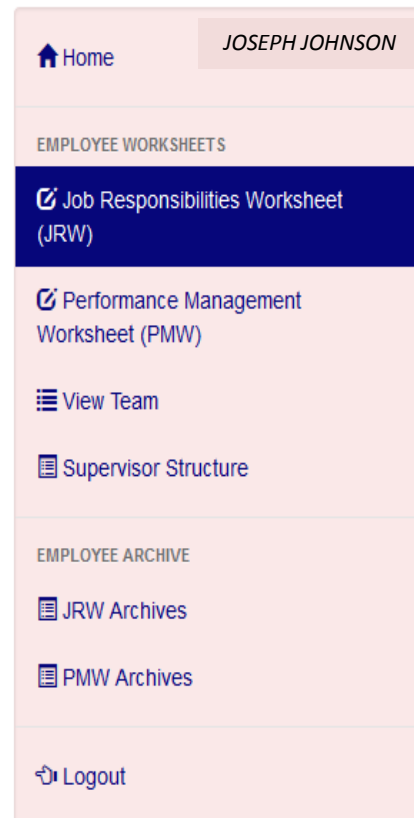 JOSEPH JOHNSON
Home
EMPLOYEE WORKSHEETS
Job Responsibilities Worksheet
(JRW)
Performance Management
Worksheet (PMW)
View Team
Supervisor Structure
EMPLOYEE ARCHIVE
JRW Archives
PMW Archives
Logout